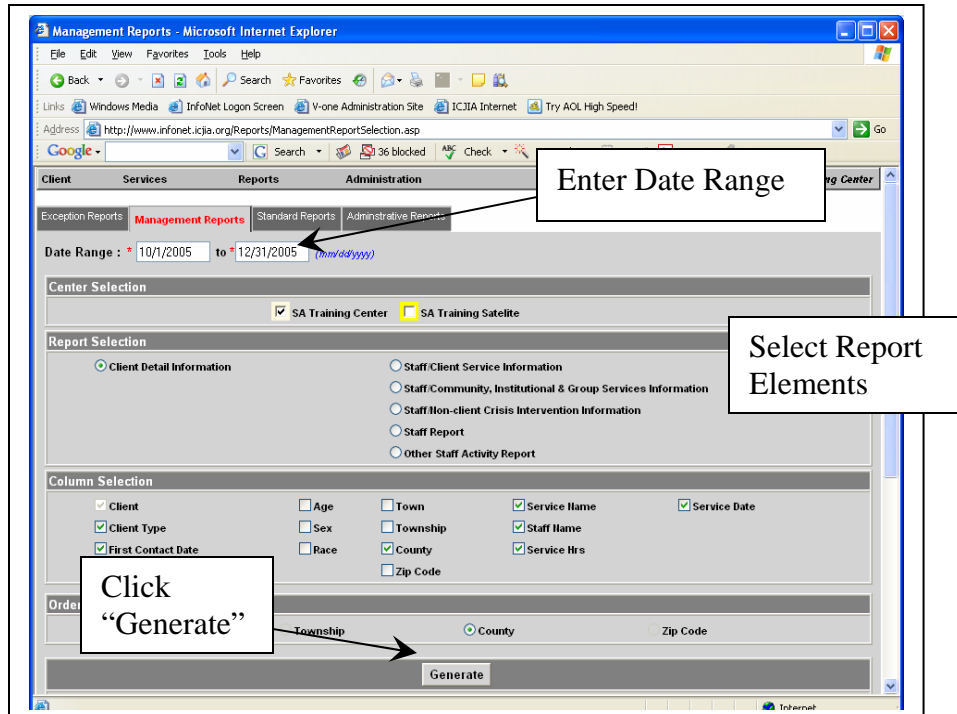 Management Reports - Microsoft Internet Explorer
File Edit View Favorites Tools Help
Back Search Favorites
Links Windows Media InfoNet Logon Screen V-one Administration Site ICJIA Internet Try AOL High Speed!
Address http://www.infonet.icjia.org/Reports/ManagementReportSelection.asp Go
Google Search 36 blocked ABC Check
Enter Date Range
Client Services Reports Administration Center
Exception Reports Management Reports Standard Reports Adminstrative Reports
Date Range : * 10/1/2005 to * 12/31/2005 (mm/dd/yyyy)
Center Selection
SA Training Center SA Training Satelite
Report Selection
Select Report
Elements
Client Detail Information Staff/Client Service Information
Staff/Community, Institutional & Group Services Information
Staff/Non-client Crisis Intervention Information
Staff Report
Other Staff Activity Report
Column Selection
Client Age Town Service Name Service Date
Client Type Sex Township Staff Name
First Contact Date Race County Service Hrs
Zip Code
Click
“Generate”
Order
Township County Zip Code
Generate
Internet